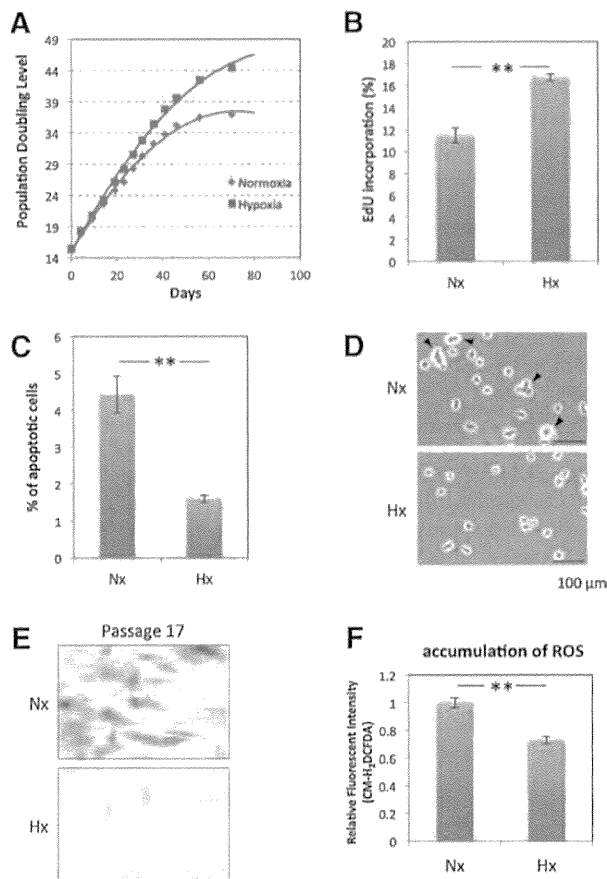 A
Population Doubling Level
49
44
39
34
29
24
19
14
Normoxia
Hypoxia
0 20 40 60 80 100
Days
B
EdU incorporation (%)
20
18
16
14
12
10
8
6
4
2
0
**
Nx Hx
C
% of apoptotic cells
6
5
4
3
2
1
0
**
Nx Hx
D
Nx
Hx
100 μm
E
Passage 17
Nx
Hx
F
accumulation of ROS
Relative Fluorescent Intensity
(CM-H₂DCFDA)
1.2
1
0.8
0.6
0.4
0.2
0
**
Nx Hx